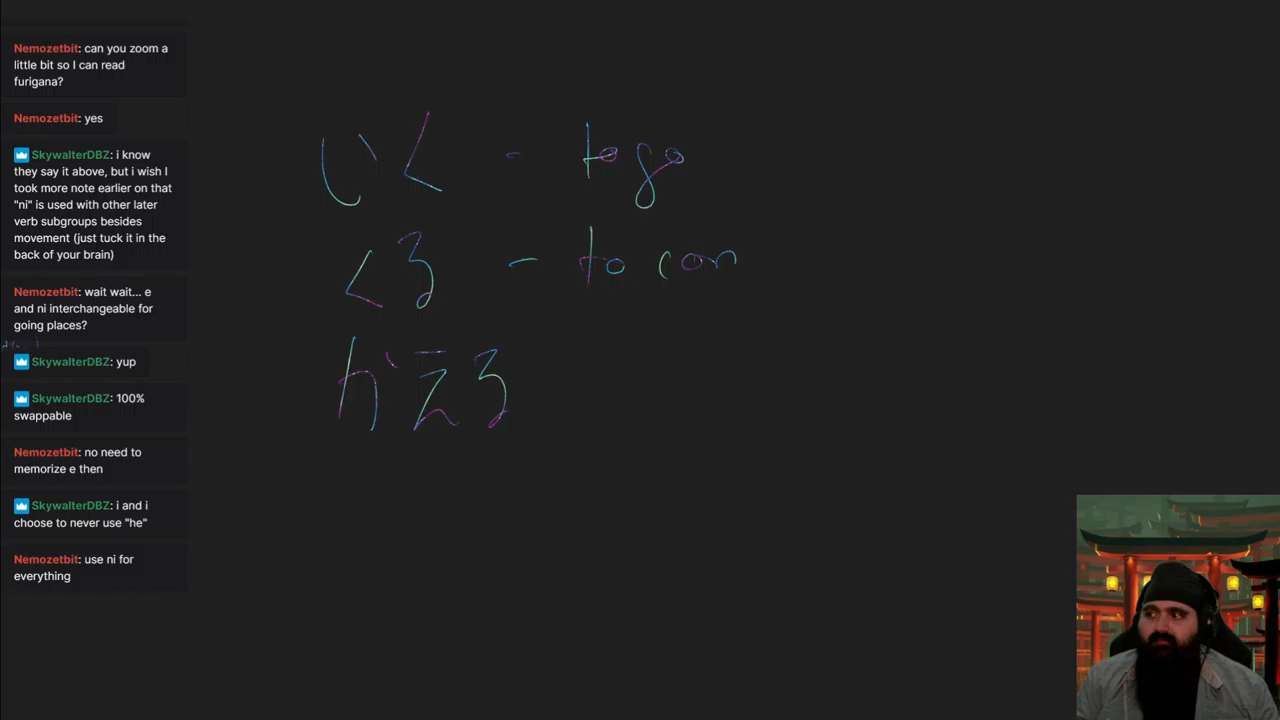 Nemozetbit: can you zoom a
little bit so I can read
furigana?
Nemozetbit: yes
SkywalterDBZ: i know
they say it above, but i wish I
took more note earlier on that
"ni" is used with other later
verb subgroups besides
movement (just tuck it in the
back of your brain)
Nemozetbit: wait wait... e
and ni interchangeable for
going places?
SkywalterDBZ: yup
SkywalterDBZ: 100%
swappable
Nemozetbit: no need to
memorize e then
SkywalterDBZ: i and i
choose to never use "he"
Nemozetbit: use ni for
everything
いく - to go
くる - to com
かえる